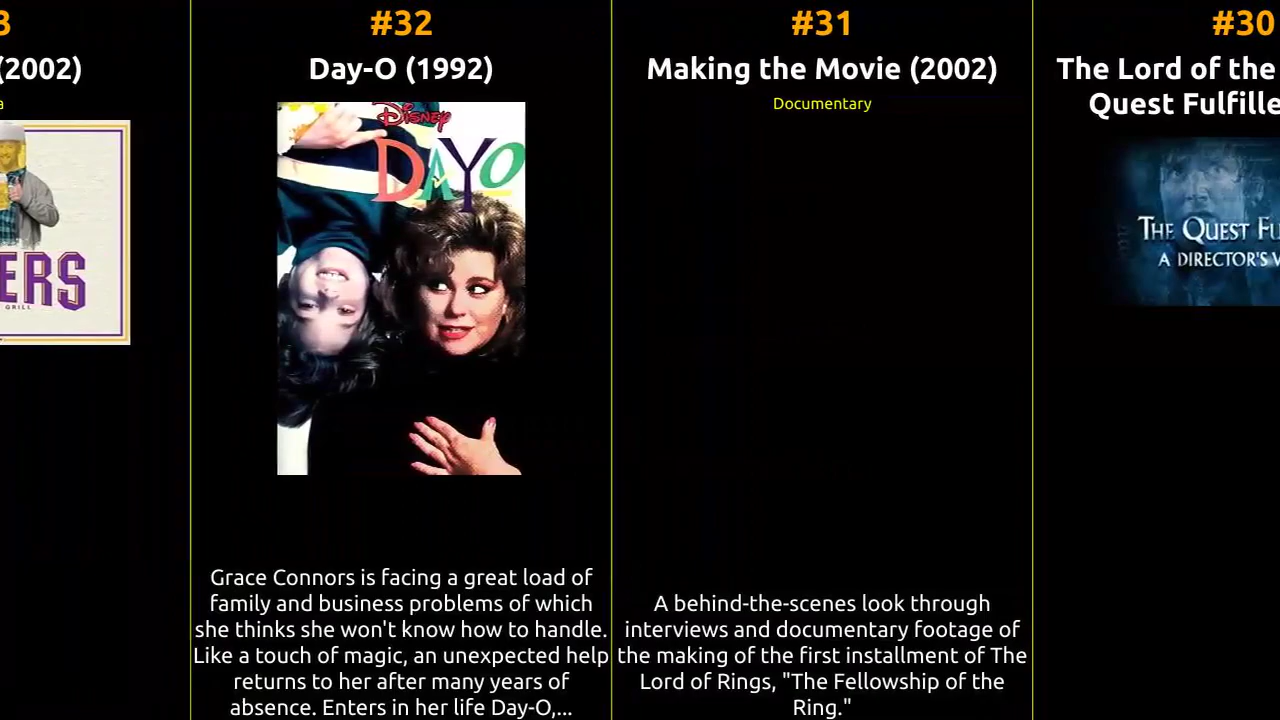 3
(2002)
a
ERS
GRILL
#32
Day-O (1992)
Disney
DAYO
Grace Connors is facing a great load of
family and business problems of which
she thinks she won't know how to handle.
Like a touch of magic, an unexpected help
returns to her after many years of
absence. Enters in her life Day-O,...
#31
Making the Movie (2002)
Documentary
A behind-the-scenes look through
interviews and documentary footage of
the making of the first installment of The
Lord of Rings, "The Fellowship of the
Ring."
#30
The Lord of the
Quest Fulfille
THE QUEST FU
A DIRECTOR'S V